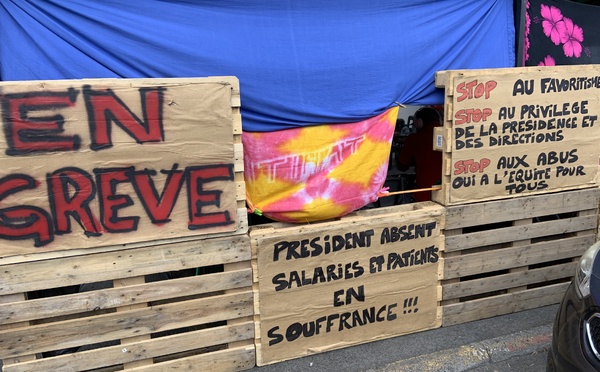 EN
GREVE
PRESIDENT ABSENT
SALARIES ET PATIENTS
EN
SOUFFRANCE !!!
STOP AU FAVORITISME
STOP AU PRIVILEGE
DE LA PRESIDENCE ET
DES DIRECTIONS
STOP AUX ABUS
OUI A L'EQUITE POUR
TOUS